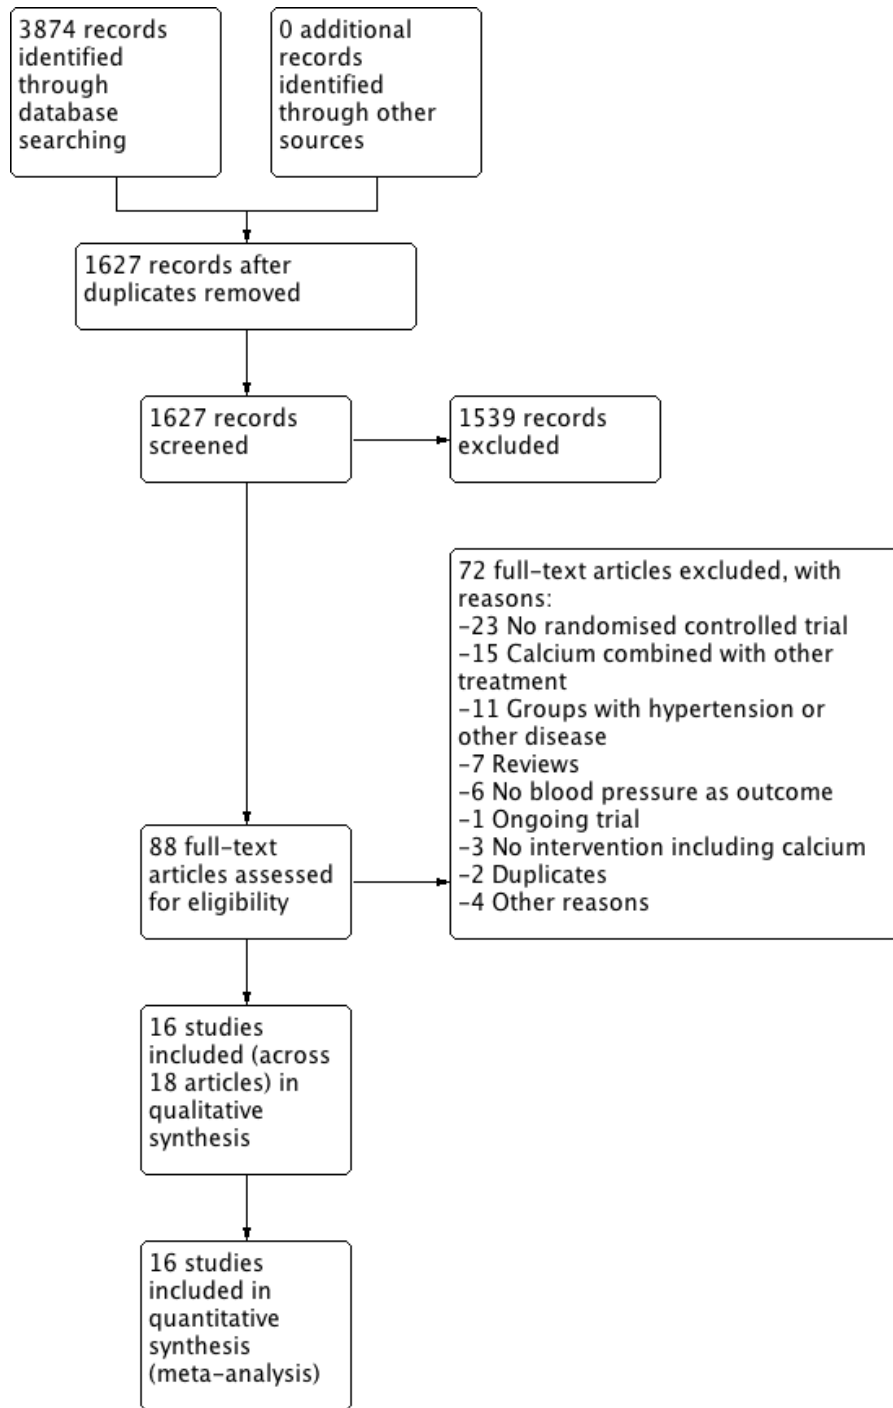 3874 records
identified
through
database
searching
0 additional
records
identified
through other
sources
1627 records after
duplicates removed
1627 records
screened
1539 records
excluded
72 full-text articles excluded, with
reasons:
-23 No randomised controlled trial
-15 Calcium combined with other
treatment
-11 Groups with hypertension or
other disease
-7 Reviews
-6 No blood pressure as outcome
-1 Ongoing trial
-3 No intervention including calcium
-2 Duplicates
-4 Other reasons
88 full-text
articles assessed
for eligibility
16 studies
included (across
18 articles) in
qualitative
synthesis
16 studies
included in
quantitative
synthesis
(meta-analysis)